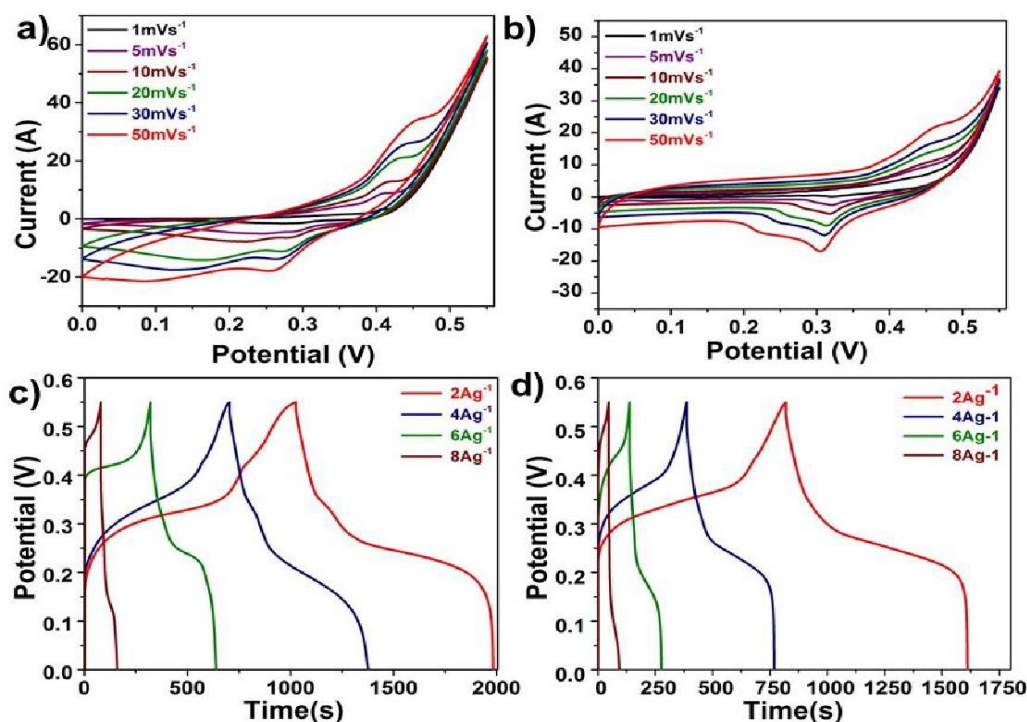 a)
1mVs⁻¹
5mVs⁻¹
10mVs⁻¹
20mVs⁻¹
30mVs⁻¹
50mVs⁻¹
60
40
20
0
-20
Current (A)
0.0 0.1 0.2 0.3 0.4 0.5
Potential (V)
b)
1mVs⁻¹
5mVs⁻¹
10mVs⁻¹
20mVs⁻¹
30mVs⁻¹
50mVs⁻¹
50
40
30
20
10
0
-10
-20
-30
Current (A)
0.0 0.1 0.2 0.3 0.4 0.5
Potential (V)
c)
2Ag⁻¹
4Ag⁻¹
6Ag⁻¹
8Ag⁻¹
0.6
0.5
0.4
0.3
0.2
0.1
0.0
Potential (V)
0 500 1000 1500 2000
Time(s)
d)
2Ag⁻¹
4Ag-1
6Ag-1
8Ag-1
0.6
0.5
0.4
0.3
0.2
0.1
0.0
Potential (V)
0 250 500 750 1000 1250 1500 1750
Time(s)